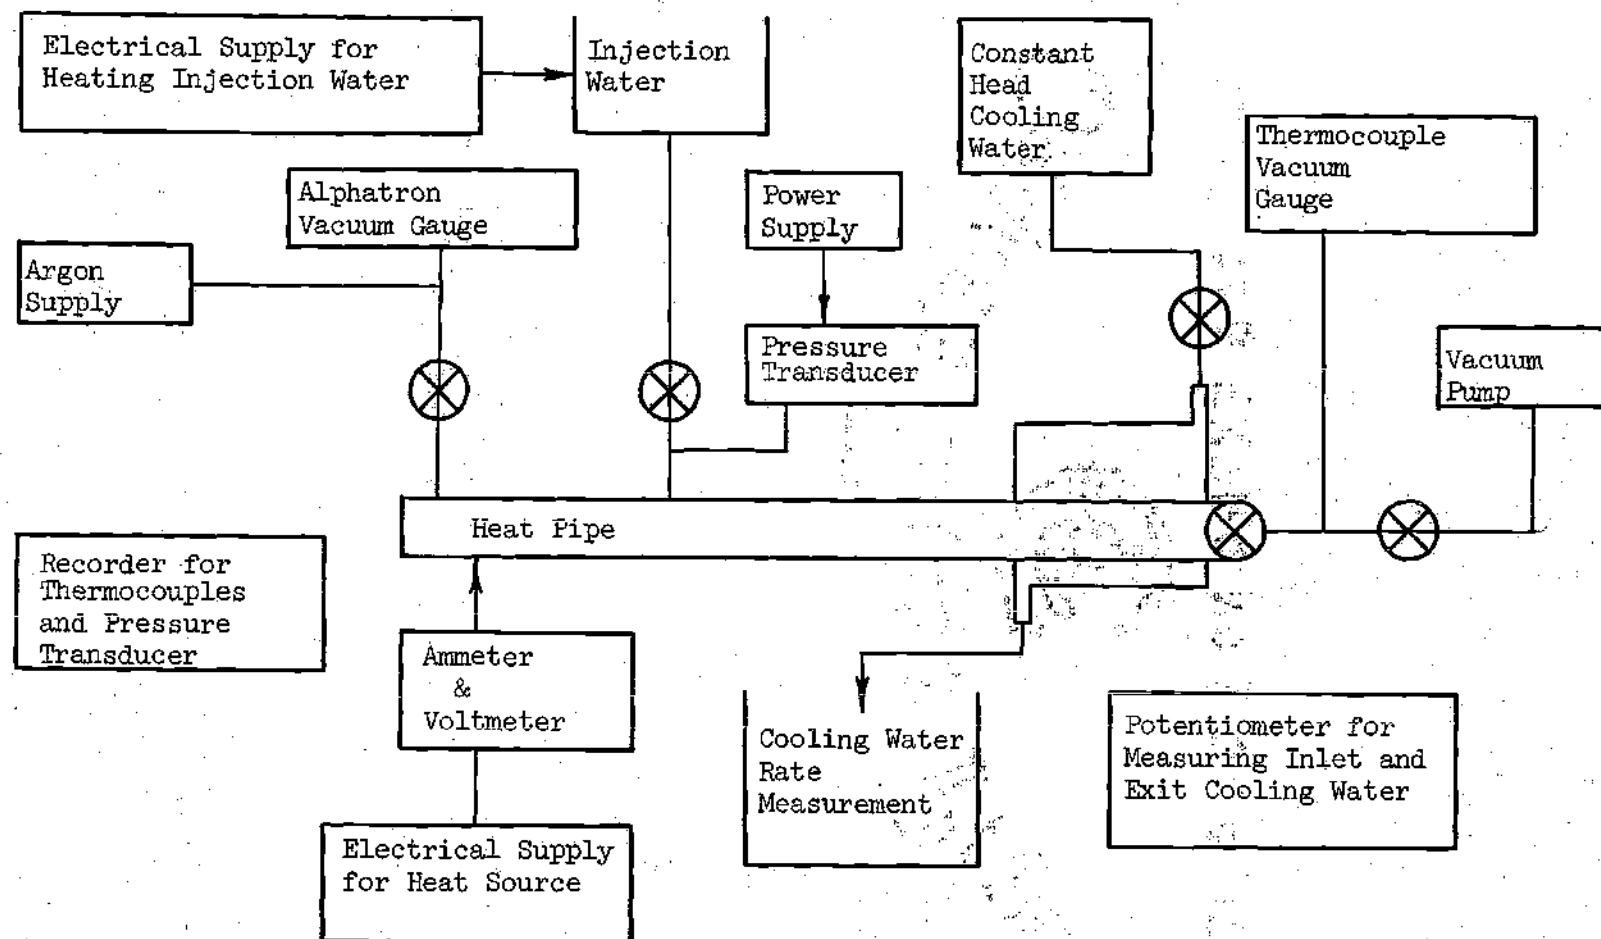 Electrical Supply for
Heating Injection Water
Injection
Water
Constant
Head
Cooling
Water
Thermocouple
Vacuum
Gauge
Alphatron
Vacuum Gauge
Power
Supply
Argon
Supply
Pressure
Transducer
Vacuum
Pump
Heat Pipe
Recorder for
Thermocouples
and Pressure
Transducer
Ammeter
&
Voltmeter
Cooling Water
Rate
Measurement
Potentiometer for
Measuring Inlet and
Exit Cooling Water
Electrical Supply
for Heat Source